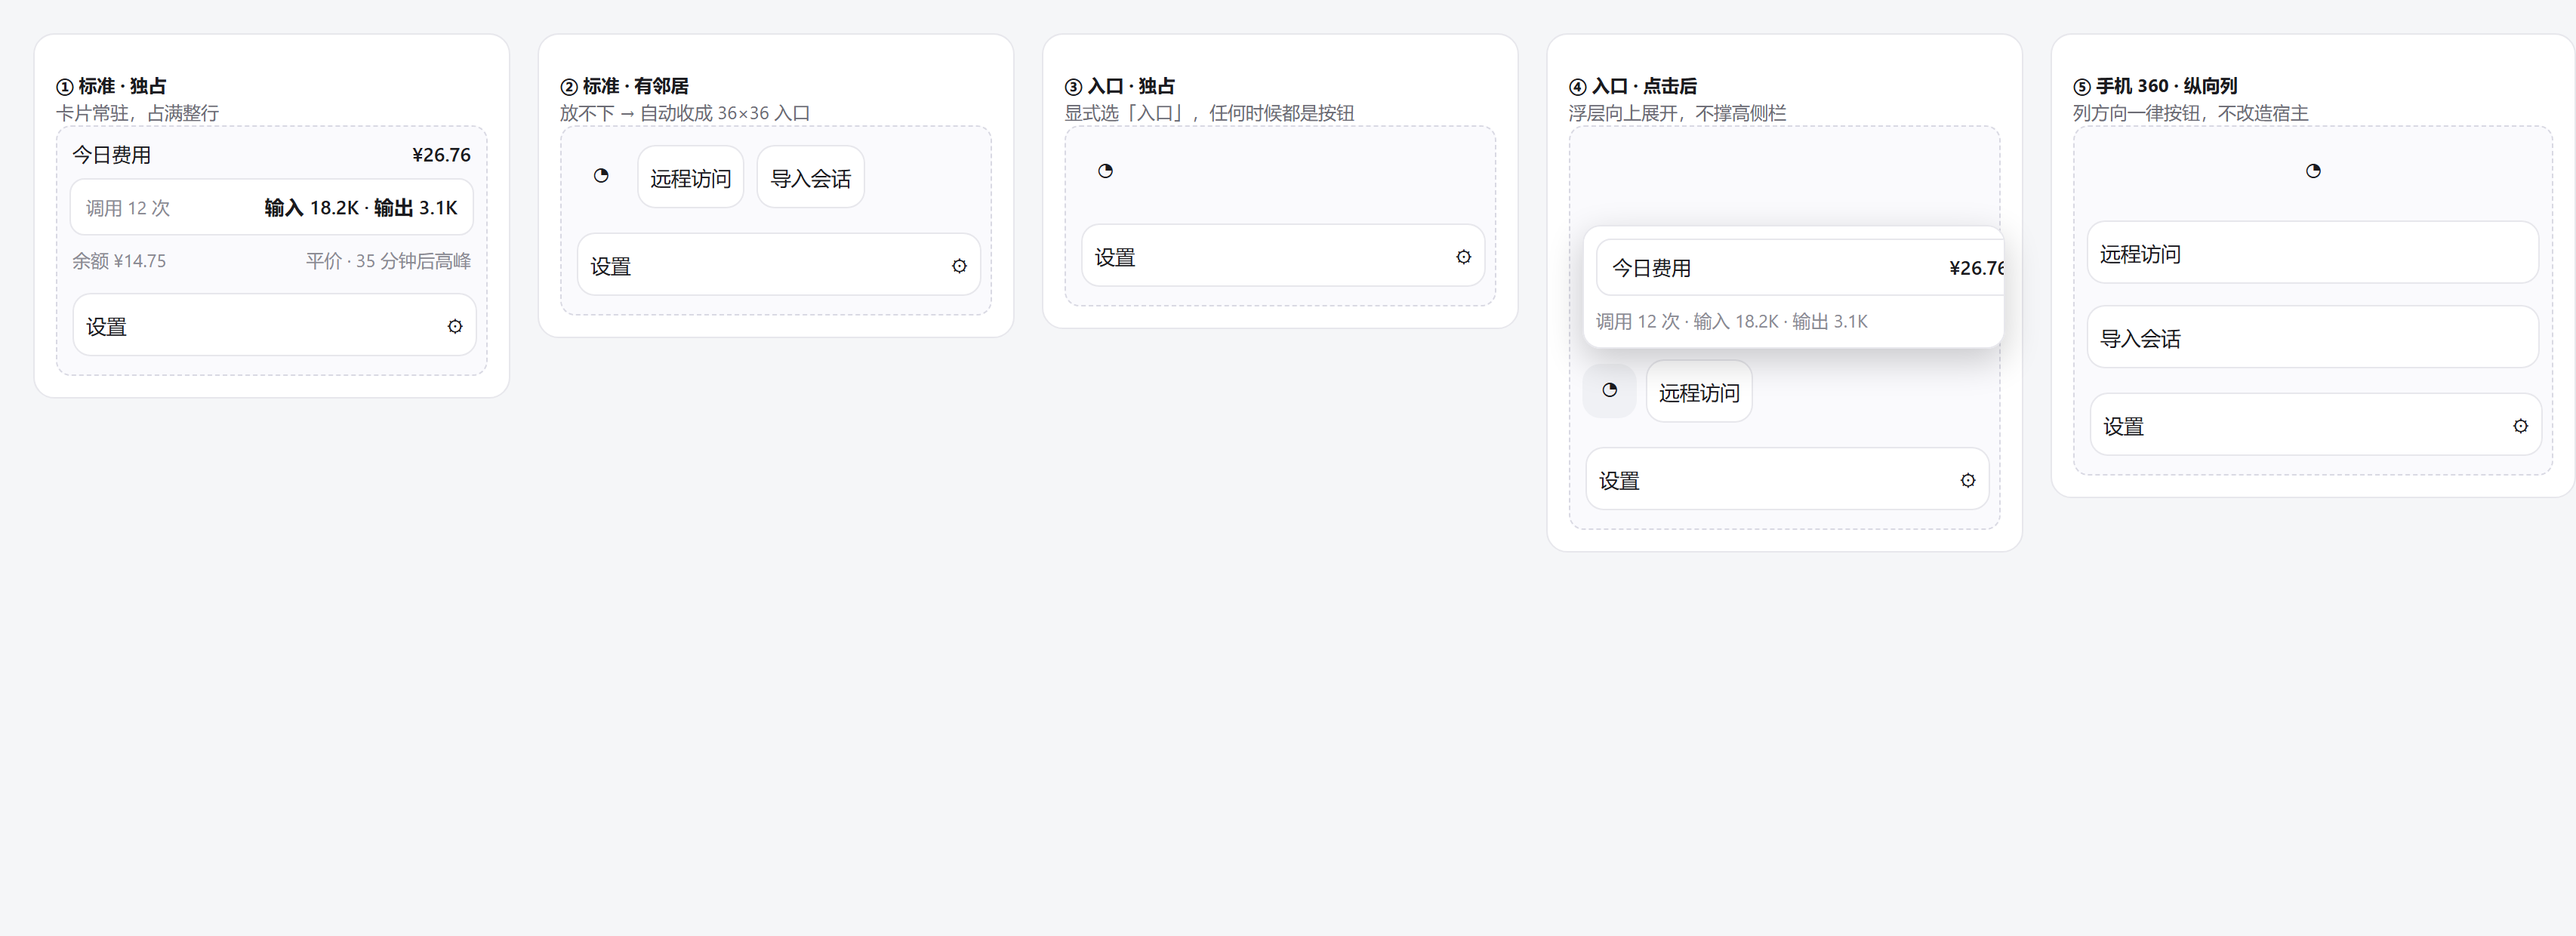 ① 标准 · 独占
卡片常驻，占满整行
今日费用 ¥26.76
调用 12 次 输入 18.2K · 输出 3.1K
余额 ¥14.75 平价 · 35 分钟后高峰
设置
② 标准 · 有邻居
放不下 → 自动收成 36×36 入口
远程访问 导入会话
设置
③ 入口 · 独占
显式选「入口」，任何时候都是按钮
设置
④ 入口 · 点击后
浮层向上展开，不撑高侧栏
今日费用 ¥26.76
调用 12 次 · 输入 18.2K · 输出 3.1K
远程访问
设置
⑤ 手机 360 · 纵向列
列方向一律按钮，不改造宿主
远程访问
导入会话
设置